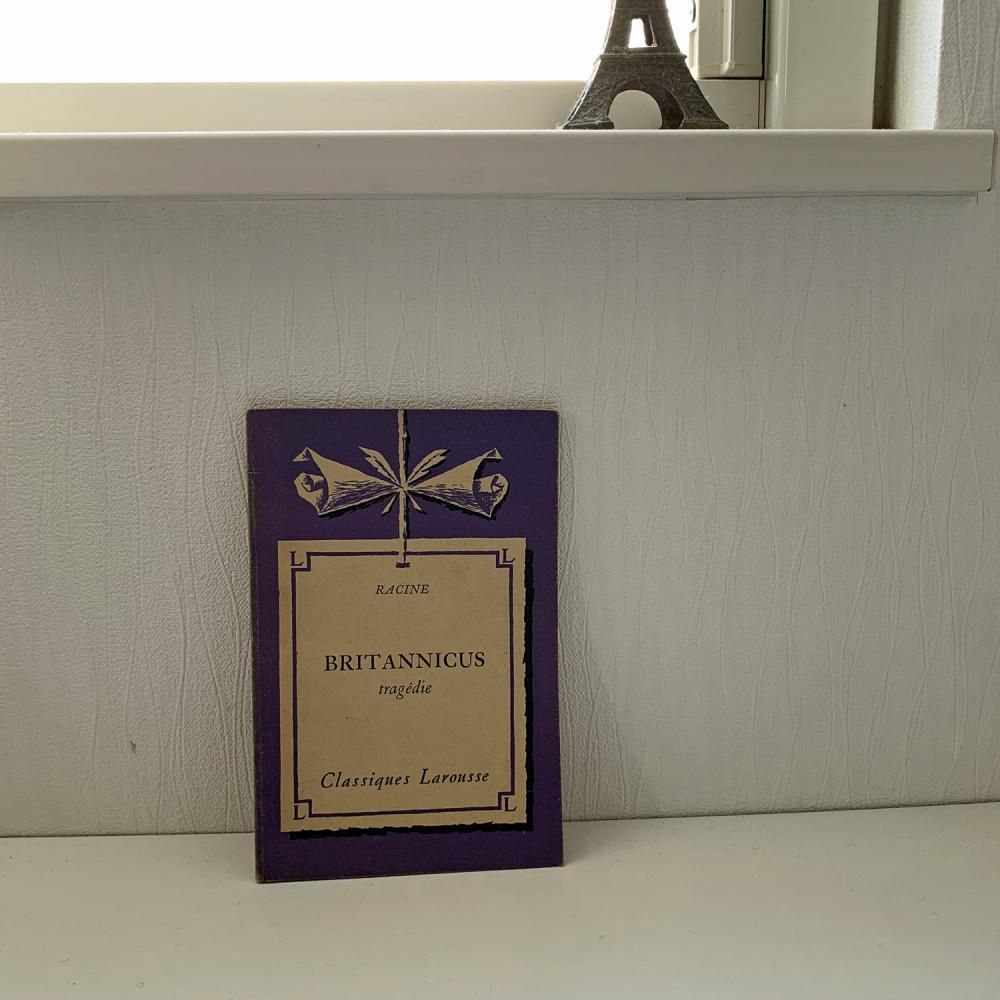 L L
RACINE
BRITANNICUS
tragédie
Classiques Larousse
L L